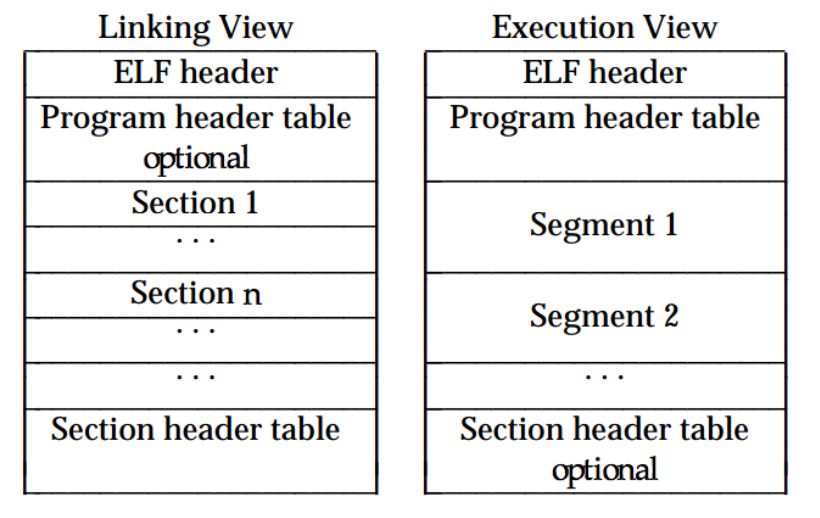 Linking View
ELF header
Program header table
optional
Section 1
. . .
Section n
. . .
. . .
Section header table
Execution View
ELF header
Program header table
Segment 1
Segment 2
. . .
Section header table
optional